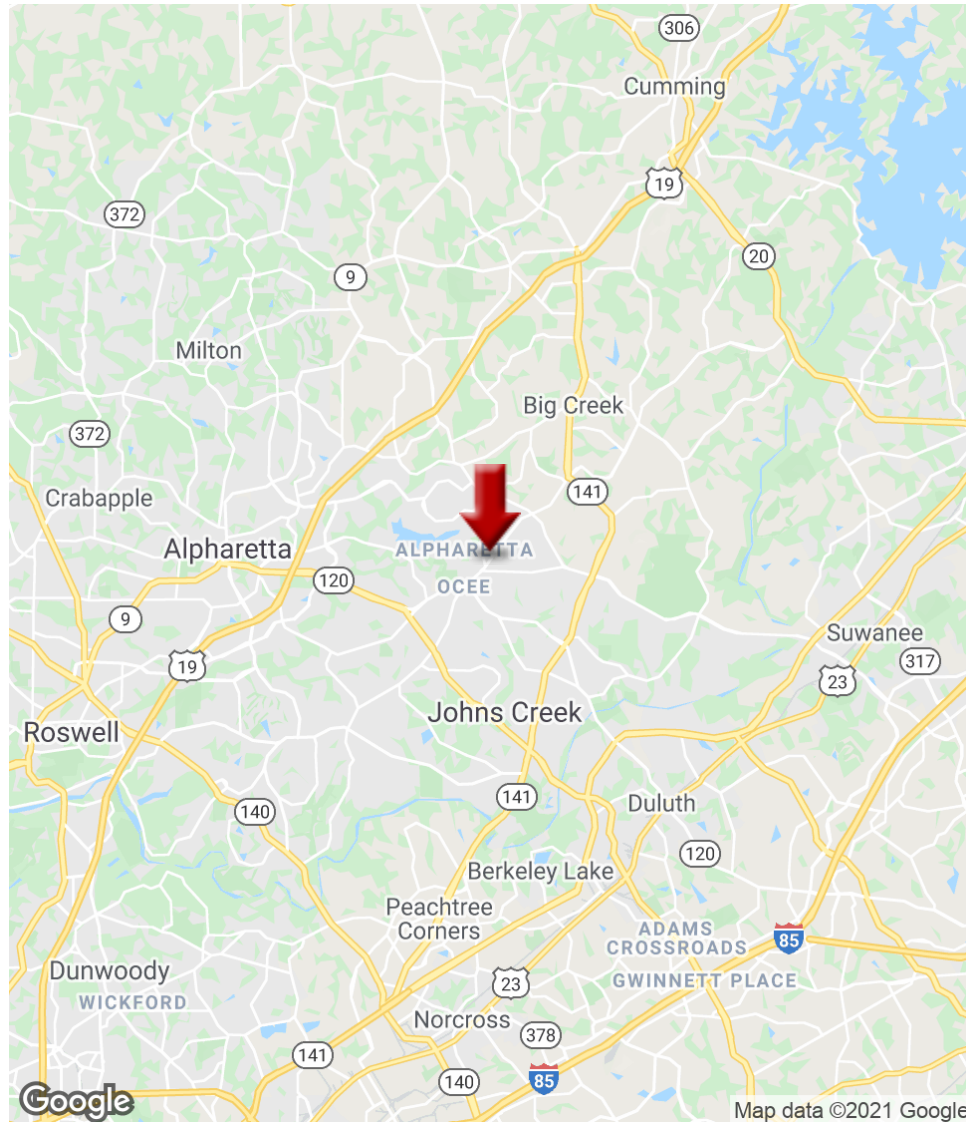 306
Cumming
19
372
20
9
Milton
Big Creek
372
141
Crabapple
Alpharetta
ALPHARETTA
120
OCEE
9
Suwanee
19
317
23
Johns Creek
Roswell
141
Duluth
140
120
Berkeley Lake
Peachtree
Corners
ADAMS
CROSSROADS
85
Dunwoody
GWINNETT PLACE
23
WICKFORD
Norcross
378
141
85
140
Google
Map data ©2021 Google